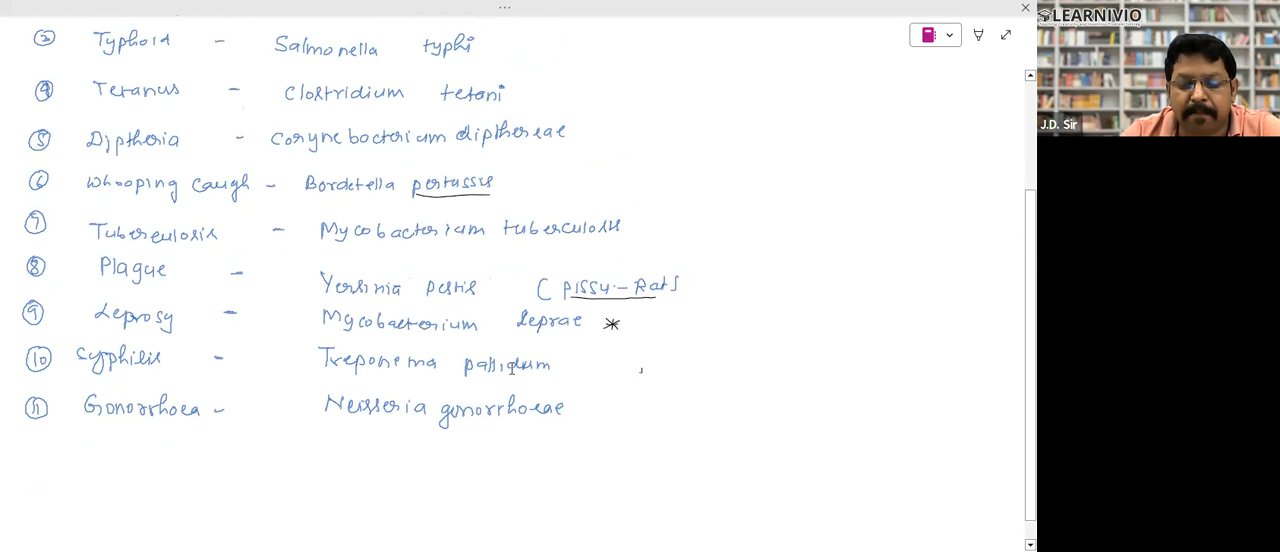 LEARNIVIO
③ Typhoid - Salmonella typhi
④ Tetanus - Clostridium tetani
⑤ Diptheria - Corynebacterium dipthereae
⑥ Whooping caugh - Bordetella pertussis
⑦ Tuberculosis - Mycobacterium tuberculosis
⑧ Plague - Yersinia pestis ( pissu - Rats
⑨ Leprosy - Mycobacterium leprae *
⑩ Syphilis - Treponema pallidum
⑪ Gonorrhoea - Neisseria gonorrhoeae
J.D. Sir